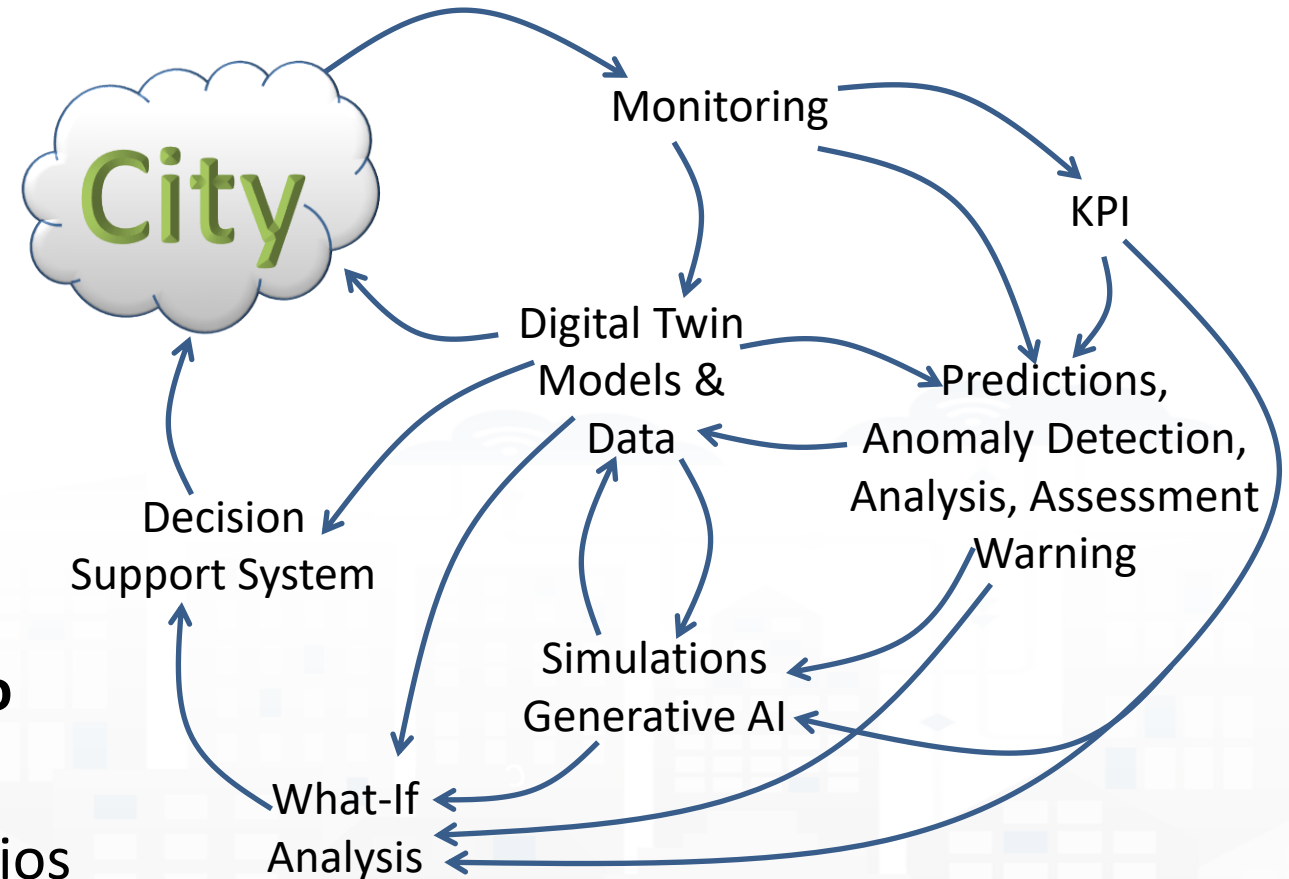 City
Monitoring
KPI
Digital Twin
Models &
Data
Predictions,
Anomaly Detection,
Analysis, Assessment
Warning
Decision
Support System
Simulations
Generative AI
What-If
Analysis
ios